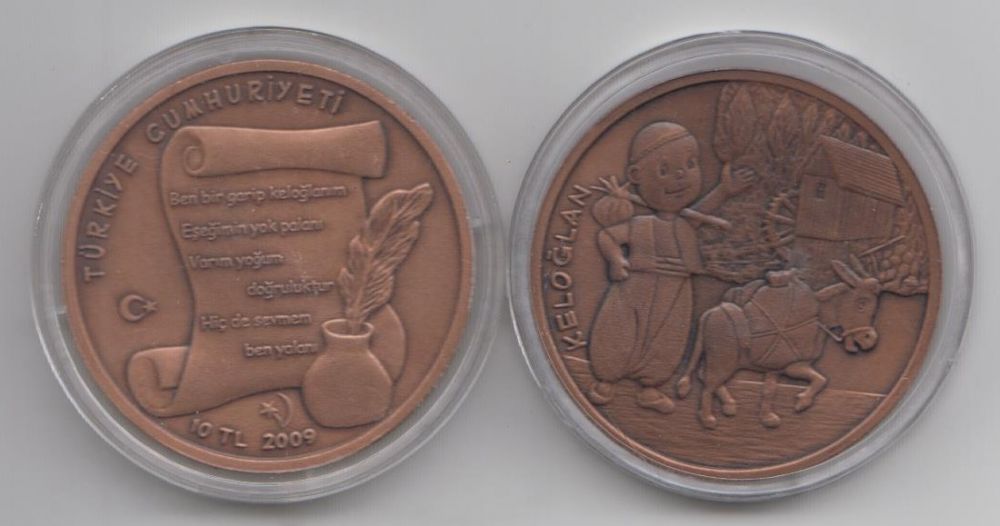 TÜRKİYE CUMHURİYETİ
Ben bir garip keloğlanım
Eşeğimin yok palanı
Varım yoğum
doğruluktur
Hiç de sevmem
ben yalanı
10 TL 2009
KELOĞLAN